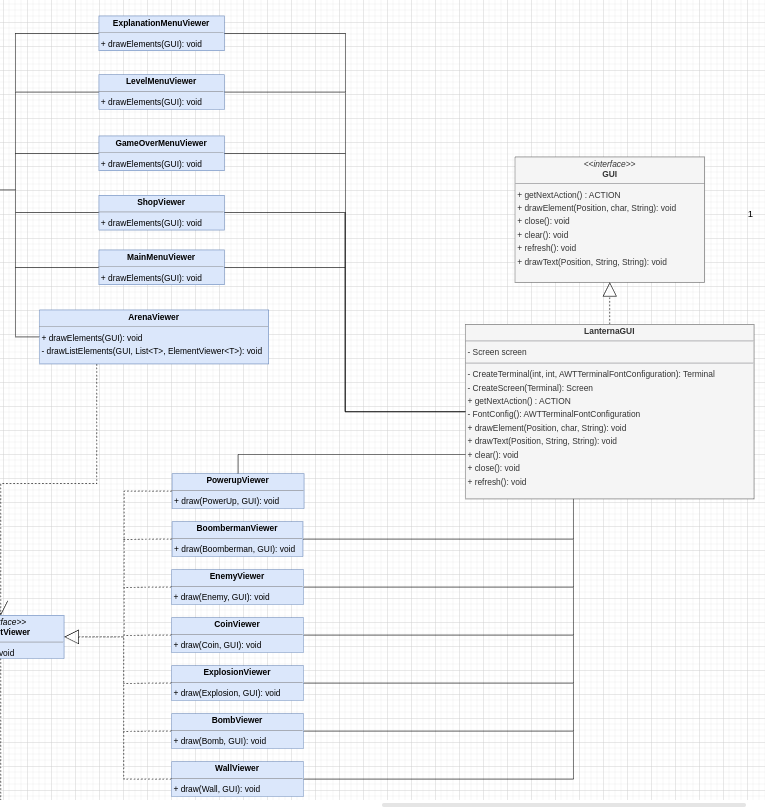 ExplanationMenuViewer
+ drawElements(GUI): void
LevelMenuViewer
+ drawElements(GUI): void
GameOverMenuViewer
+ drawElements(GUI): void
ShopViewer
+ drawElements(GUI): void
MainMenuViewer
+ drawElements(GUI): void
ArenaViewer
+ drawElements(GUI): void
- drawListElements(GUI, List<T>, ElementViewer<T>): void
<<interface>>
GUI
+ getNextAction() : ACTION
+ drawElement(Position, char, String): void
+ close(): void
+ clear(): void
+ refresh(): void
+ drawText(Position, String, String): void
1
LanternaGUI
- Screen screen
- CreateTerminal(int, int, AWTTerminalFontConfiguration): Terminal
- CreateScreen(Terminal): Screen
+ getNextAction() : ACTION
- FontConfig(): AWTTerminalFontConfiguration
+ drawElement(Position, char, String): void
+ drawText(Position, String, String): void
+ clear(): void
+ close(): void
+ refresh(): void
PowerupViewer
+ draw(PowerUp, GUI): void
BoombermanViewer
+ draw(Boomberman, GUI): void
EnemyViewer
+ draw(Enemy, GUI): void
CoinViewer
+ draw(Coin, GUI): void
ExplosionViewer
+ draw(Explosion, GUI): void
BombViewer
+ draw(Bomb, GUI): void
WallViewer
+ draw(Wall, GUI): void
face>>
tViewer
void